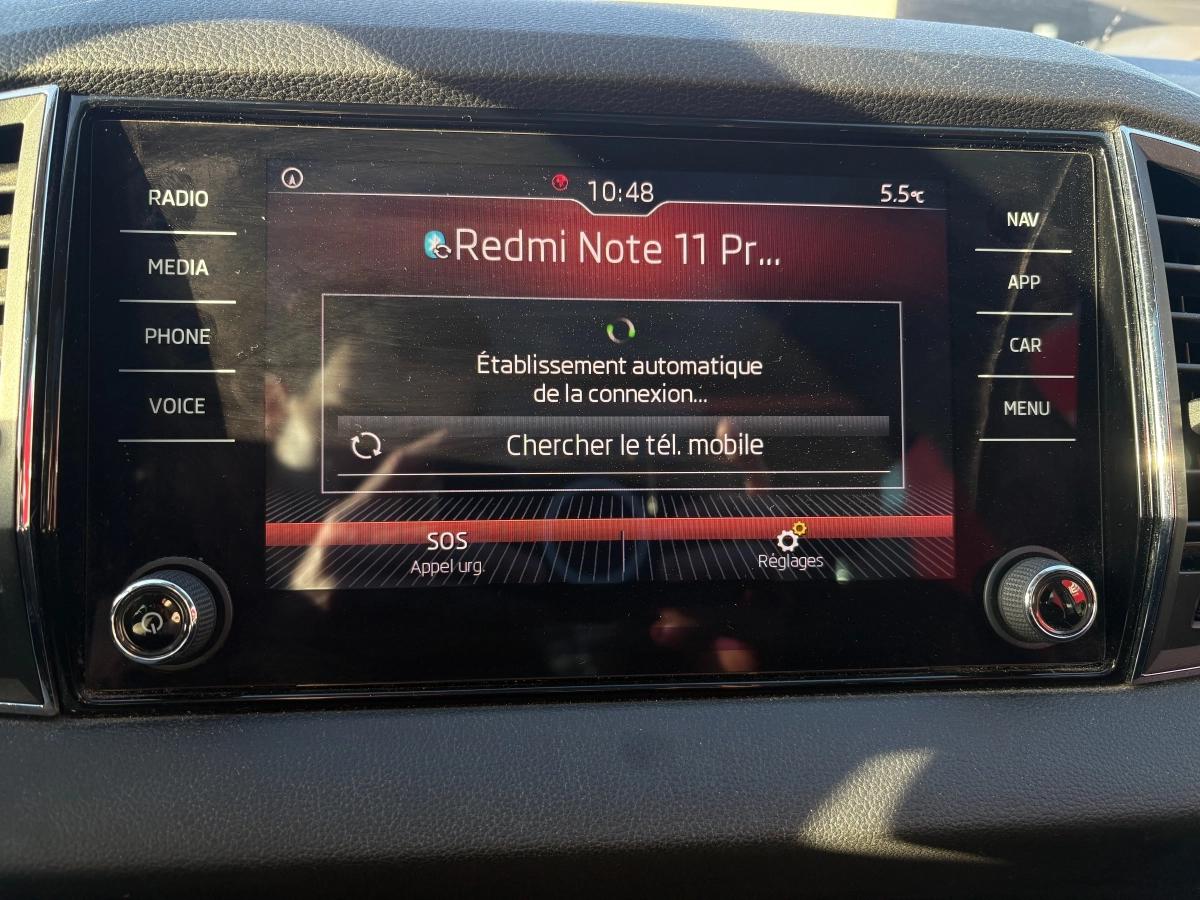 10:48
5.5°C
RADIO
MEDIA
PHONE
VOICE
Redmi Note 11 Pr...
Établissement automatique
de la connexion...
Chercher le tél. mobile
SOS
Appel urg.
Réglages
NAV
APP
CAR
MENU